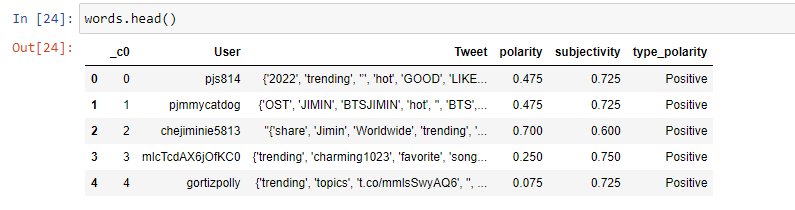 In [24]: words.head()
Out[24]:
_c0 User Tweet polarity subjectivity type_polarity
0 0 pjs814 {'2022', 'trending', '"', 'hot', 'GOOD', 'LIKE... 0.475 0.725 Positive
1 1 pjmmycatdog {'OST', 'JIMIN', 'BTSJIMIN', 'hot', '', 'BTS',... 0.475 0.725 Positive
2 2 chejiminie5813 "{'share', 'Jimin', 'Worldwide', 'trending', '... 0.700 0.600 Positive
3 3 mlcTcdAX6jOfKC0 {'trending', 'charming1023', 'favorite', 'song... 0.250 0.750 Positive
4 4 gortizpolly {'trending', 'topics', 't.co/mmlsSwyAQ6', '', ... 0.075 0.725 Positive